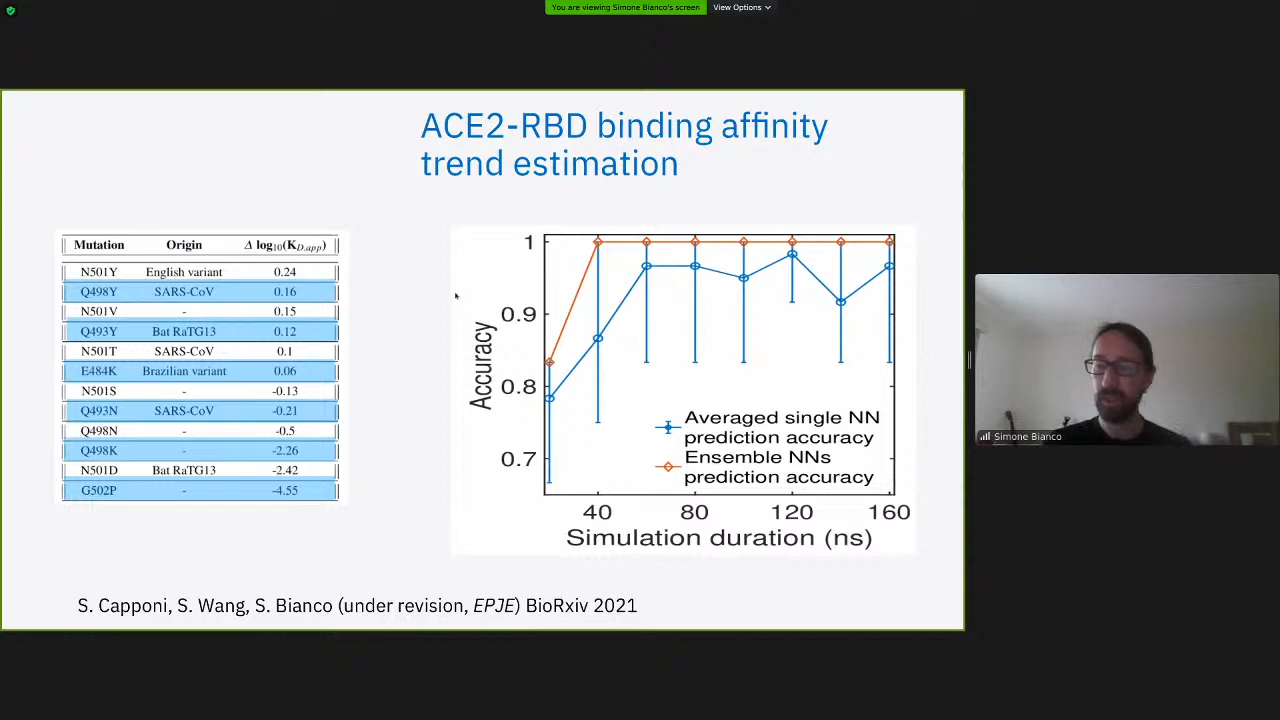 You are viewing Simone Bianco's screen View Options
ACE2-RBD binding affinity
trend estimation
Mutation Origin Δ log10(KD,app)
N501Y English variant 0.24
Q498Y SARS-CoV 0.16
N501V - 0.15
Q493Y Bat RaTG13 0.12
N501T SARS-CoV 0.1
E484K Brazilian variant 0.06
N501S - -0.13
Q493N SARS-CoV -0.21
Q498N - -0.5
Q498K - -2.26
N501D Bat RaTG13 -2.42
G502P - -4.55
1
0.9
0.8
0.7
Accuracy
Averaged single NN
prediction accuracy
Ensemble NNs
prediction accuracy
40 80 120 160
Simulation duration (ns)
S. Capponi, S. Wang, S. Bianco (under revision, EPJE) BioRxiv 2021
Simone Bianco